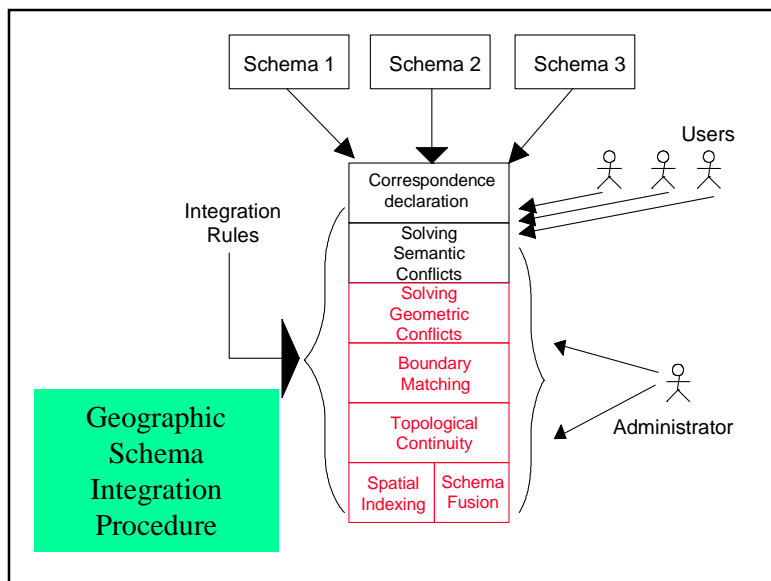 Schema 1
Schema 2
Schema 3
Users
Correspondence
declaration
Integration
Rules
Solving
Semantic
Conflicts
Solving
Geometric
Conflicts
Boundary
Matching
Topological
Continuity
Administrator
Spatial
Indexing
Schema
Fusion
Geographic
Schema
Integration
Procedure